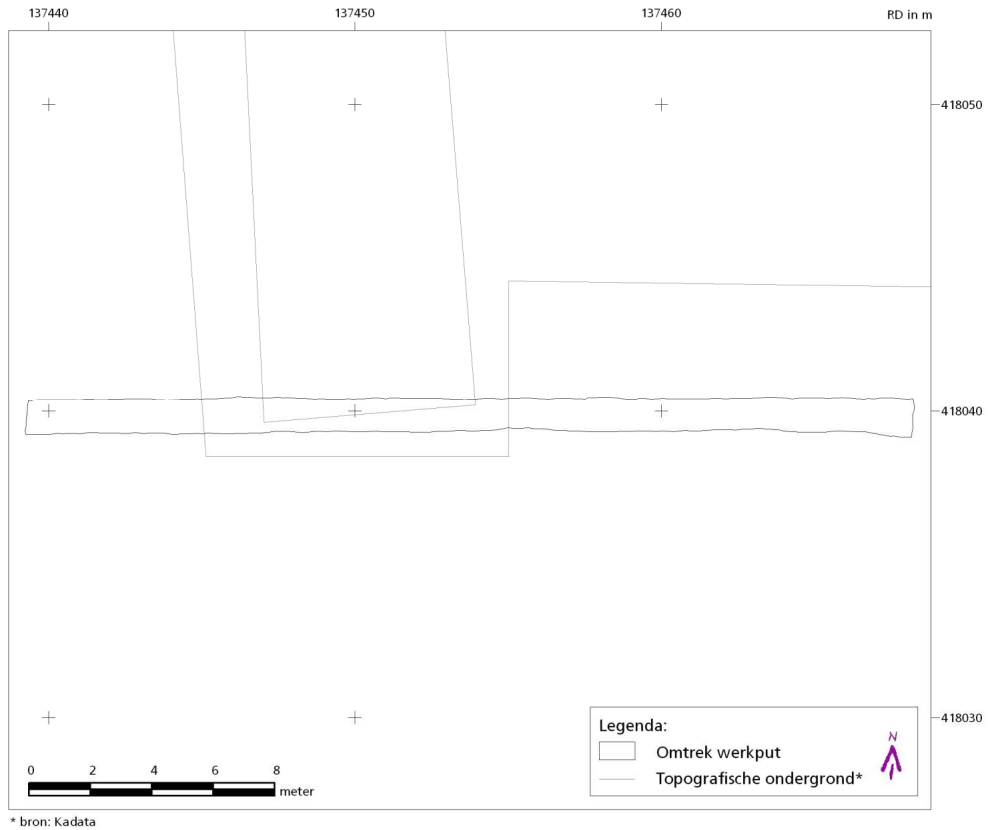 137440 137450 137460 RD in m
418050
418040
418030
Legenda:
N
Omtrek werkput
Topografische ondergrond*
0 2 4 6 8
meter
* bron: Kadata